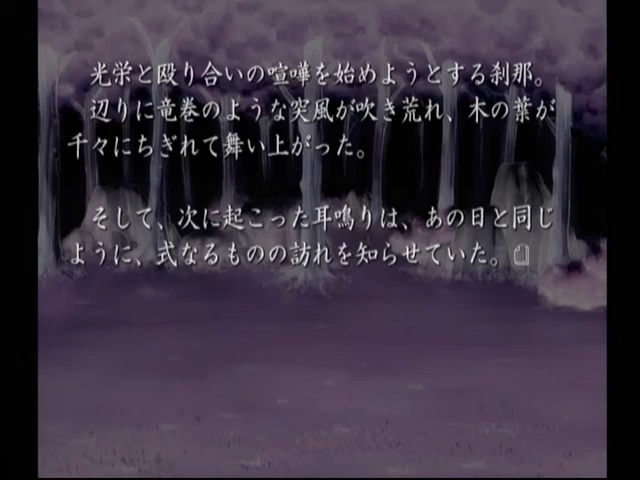 光栄と殴り合いの喧嘩を始めようとする刹那。
辺りに竜巻のような突風が吹き荒れ、木の葉が
千々にちぎれて舞い上がった。
そして、次に起こった耳鳴りは、あの日と同じ
ように、式なるものの訪れを知らせていた。